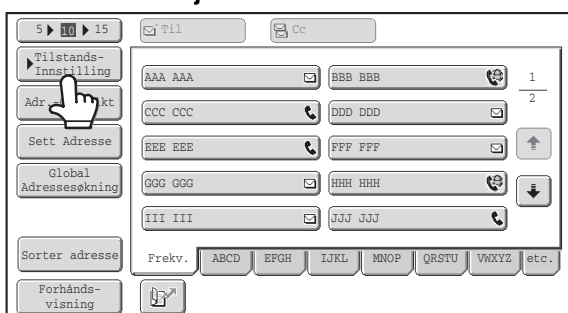 j
5 10 15
Til
Cc
Tilstands-
Innstilling
Adr.
kt
Sett Adresse
Global
Adressesøkning
Sorter adresse
Forhånds-
visning
AAA AAA
BBB BBB
CCC CCC
DDD DDD
EEE EEE
FFF FFF
GGG GGG
HHH HHH
III III
JJJ JJJ
1
2
Frekv. ABCD EFGH IJKL MNOP QRSTU VWXYZ etc.